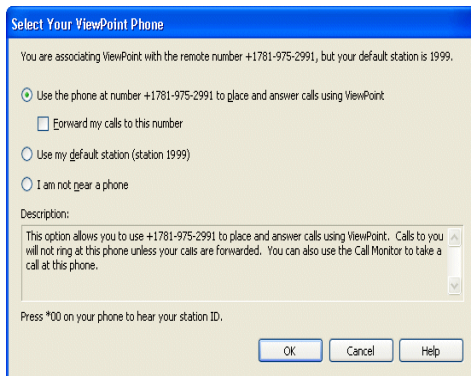 Select Your ViewPoint Phone
You are associating ViewPoint with the remote number +1781-975-2991, but your default station is 1999.
Use the phone at number +1781-975-2991 to place and answer calls using ViewPoint
Forward my calls to this number
Use my default station (station 1999)
I am not near a phone
Description:
This option allows you to use +1781-975-2991 to place and answer calls using ViewPoint. Calls to you
will not ring at this phone unless your calls are forwarded. You can also use the Call Monitor to take a
call at this phone.
Press *00 on your phone to hear your station ID.
OK Cancel Help